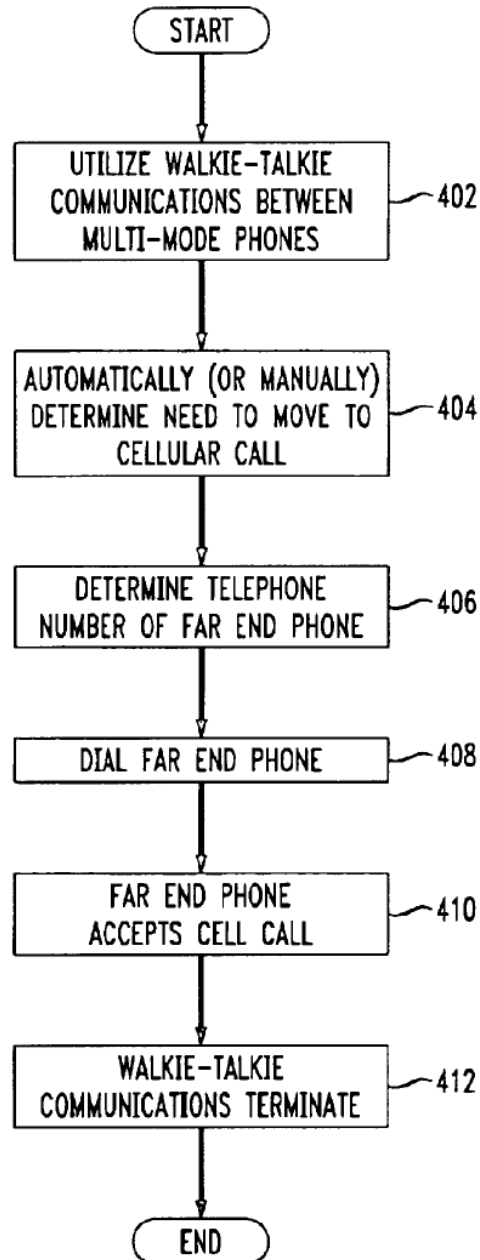 START
UTILIZE WALKIE-TALKIE
COMMUNICATIONS BETWEEN
MULTI-MODE PHONES
402
AUTOMATICALLY (OR MANUALLY)
DETERMINE NEED TO MOVE TO
CELLULAR CALL
404
DETERMINE TELEPHONE
NUMBER OF FAR END PHONE
406
DIAL FAR END PHONE
408
FAR END PHONE
ACCEPTS CELL CALL
410
WALKIE-TALKIE
COMMUNICATIONS TERMINATE
412
END